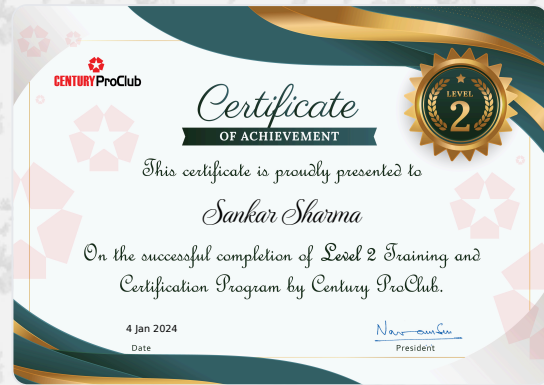 CENTURY ProClub
Certificate
OF ACHIEVEMENT
LEVEL
2
This certificate is proudly presented to
Sankar Sharma
On the successful completion of Level 2 Training and
Certification Program by Century ProClub.
4 Jan 2024
Date
President